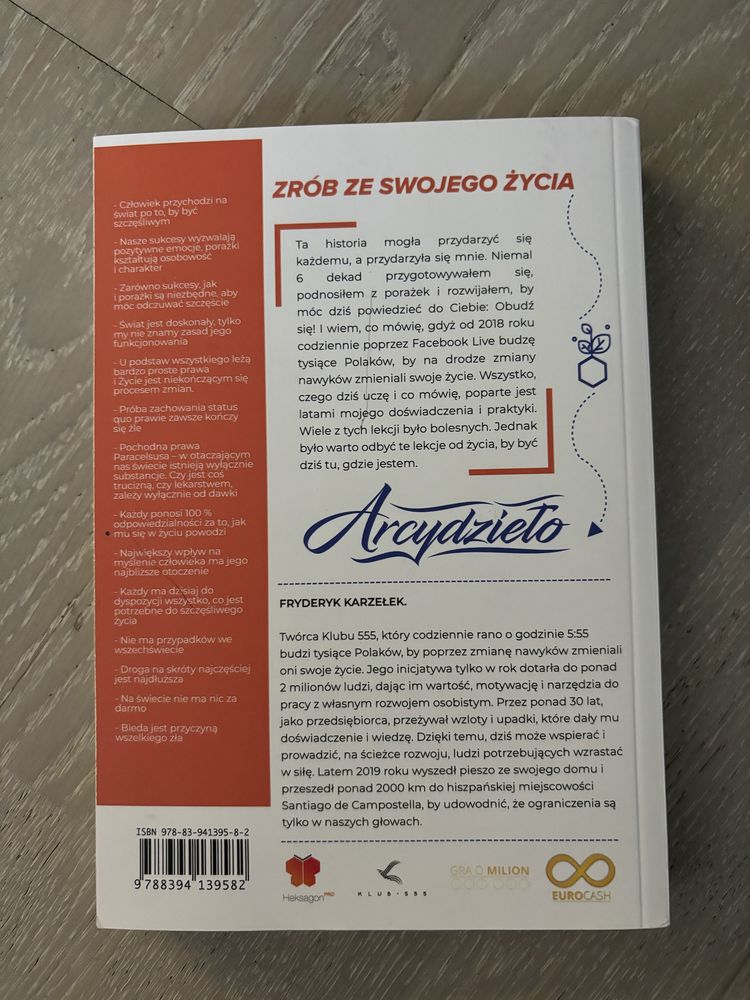 - Człowiek przychodzi na
świat po to, by być
szczęśliwym
- Nasze sukcesy wyzwalają
pozytywne emocje, porażki
kształtują osobowość
i charakter
- Zarówno sukcesy, jak
i porażki są niezbędne, aby
móc odczuwać szczęście
- Świat jest doskonały, tylko
my nie znamy zasad jego
funkcjonowania
- U podstaw wszystkiego leżą
bardzo proste prawa
i Życie jest niekończącym się
procesem zmian.
- Próba zachowania status
quo prawie zawsze kończy
się źle
- Pochodna prawa
Paracelsusa – w otaczającym
nas świecie istnieją wyłącznie
substancje. Czy jest coś
trucizną, czy lekarstwem,
zależy wyłącznie od dawki
- Każdy ponosi 100 %
odpowiedzialności za to, jak
mu się w życiu powodzi
- Największy wpływ na
myślenie człowieka ma jego
najbliższe otoczenie
- Każdy ma dzisiaj do
dyspozycji wszystko, co jest
potrzebne do szczęśliwego
życia
- Nie ma przypadków we
wszechświecie
- Droga na skróty najczęściej
jest najdłuższa
- Na świecie nie ma nic za
darmo
- Bieda jest przyczyną
wszelkiego zła
ZRÓB ZE SWOJEGO ŻYCIA
Ta historia mogła przydarzyć się
każdemu, a przydarzyła się mnie. Niemal
6 dekad przygotowywałem się,
podnosiłem z porażek i rozwijałem, by
móc dziś powiedzieć do Ciebie: Obudź
się! I wiem, co mówię, gdyż od 2018 roku
codziennie poprzez Facebook Live budzę
tysiące Polaków, by na drodze zmiany
nawyków zmieniali swoje życie. Wszystko,
czego dziś uczę i co mówię, poparte jest
latami mojego doświadczenia i praktyki.
Wiele z tych lekcji było bolesnych. Jednak
było warto odbyć te lekcje od życia, by być
dziś tu, gdzie jestem.
Arcydzieło
FRYDERYK KARZEŁEK.
Twórca Klubu 555, który codziennie rano o godzinie 5:55
budzi tysiące Polaków, by poprzez zmianę nawyków zmieniali
oni swoje życie. Jego inicjatywa tylko w rok dotarła do ponad
2 milionów ludzi, dając im wartość, motywację i narzędzia do
pracy z własnym rozwojem osobistym. Przez ponad 30 lat,
jako przedsiębiorca, przeżywał wzloty i upadki, które dały mu
doświadczenie i wiedzę. Dzięki temu, dziś może wspierać i
prowadzić, na ścieżce rozwoju, ludzi potrzebujących wzrastać
w siłę. Latem 2019 roku wyszedł pieszo ze swojego domu i
przeszedł ponad 2000 km do hiszpańskiej miejscowości
Santiago de Campostella, by udowodnić, że ograniczenia są
tylko w naszych głowach.
ISBN 978-83-941395-8-2
9 788394 139582
Heksagon PRO
KLUB·555
GRA O MILION
EUROCASH